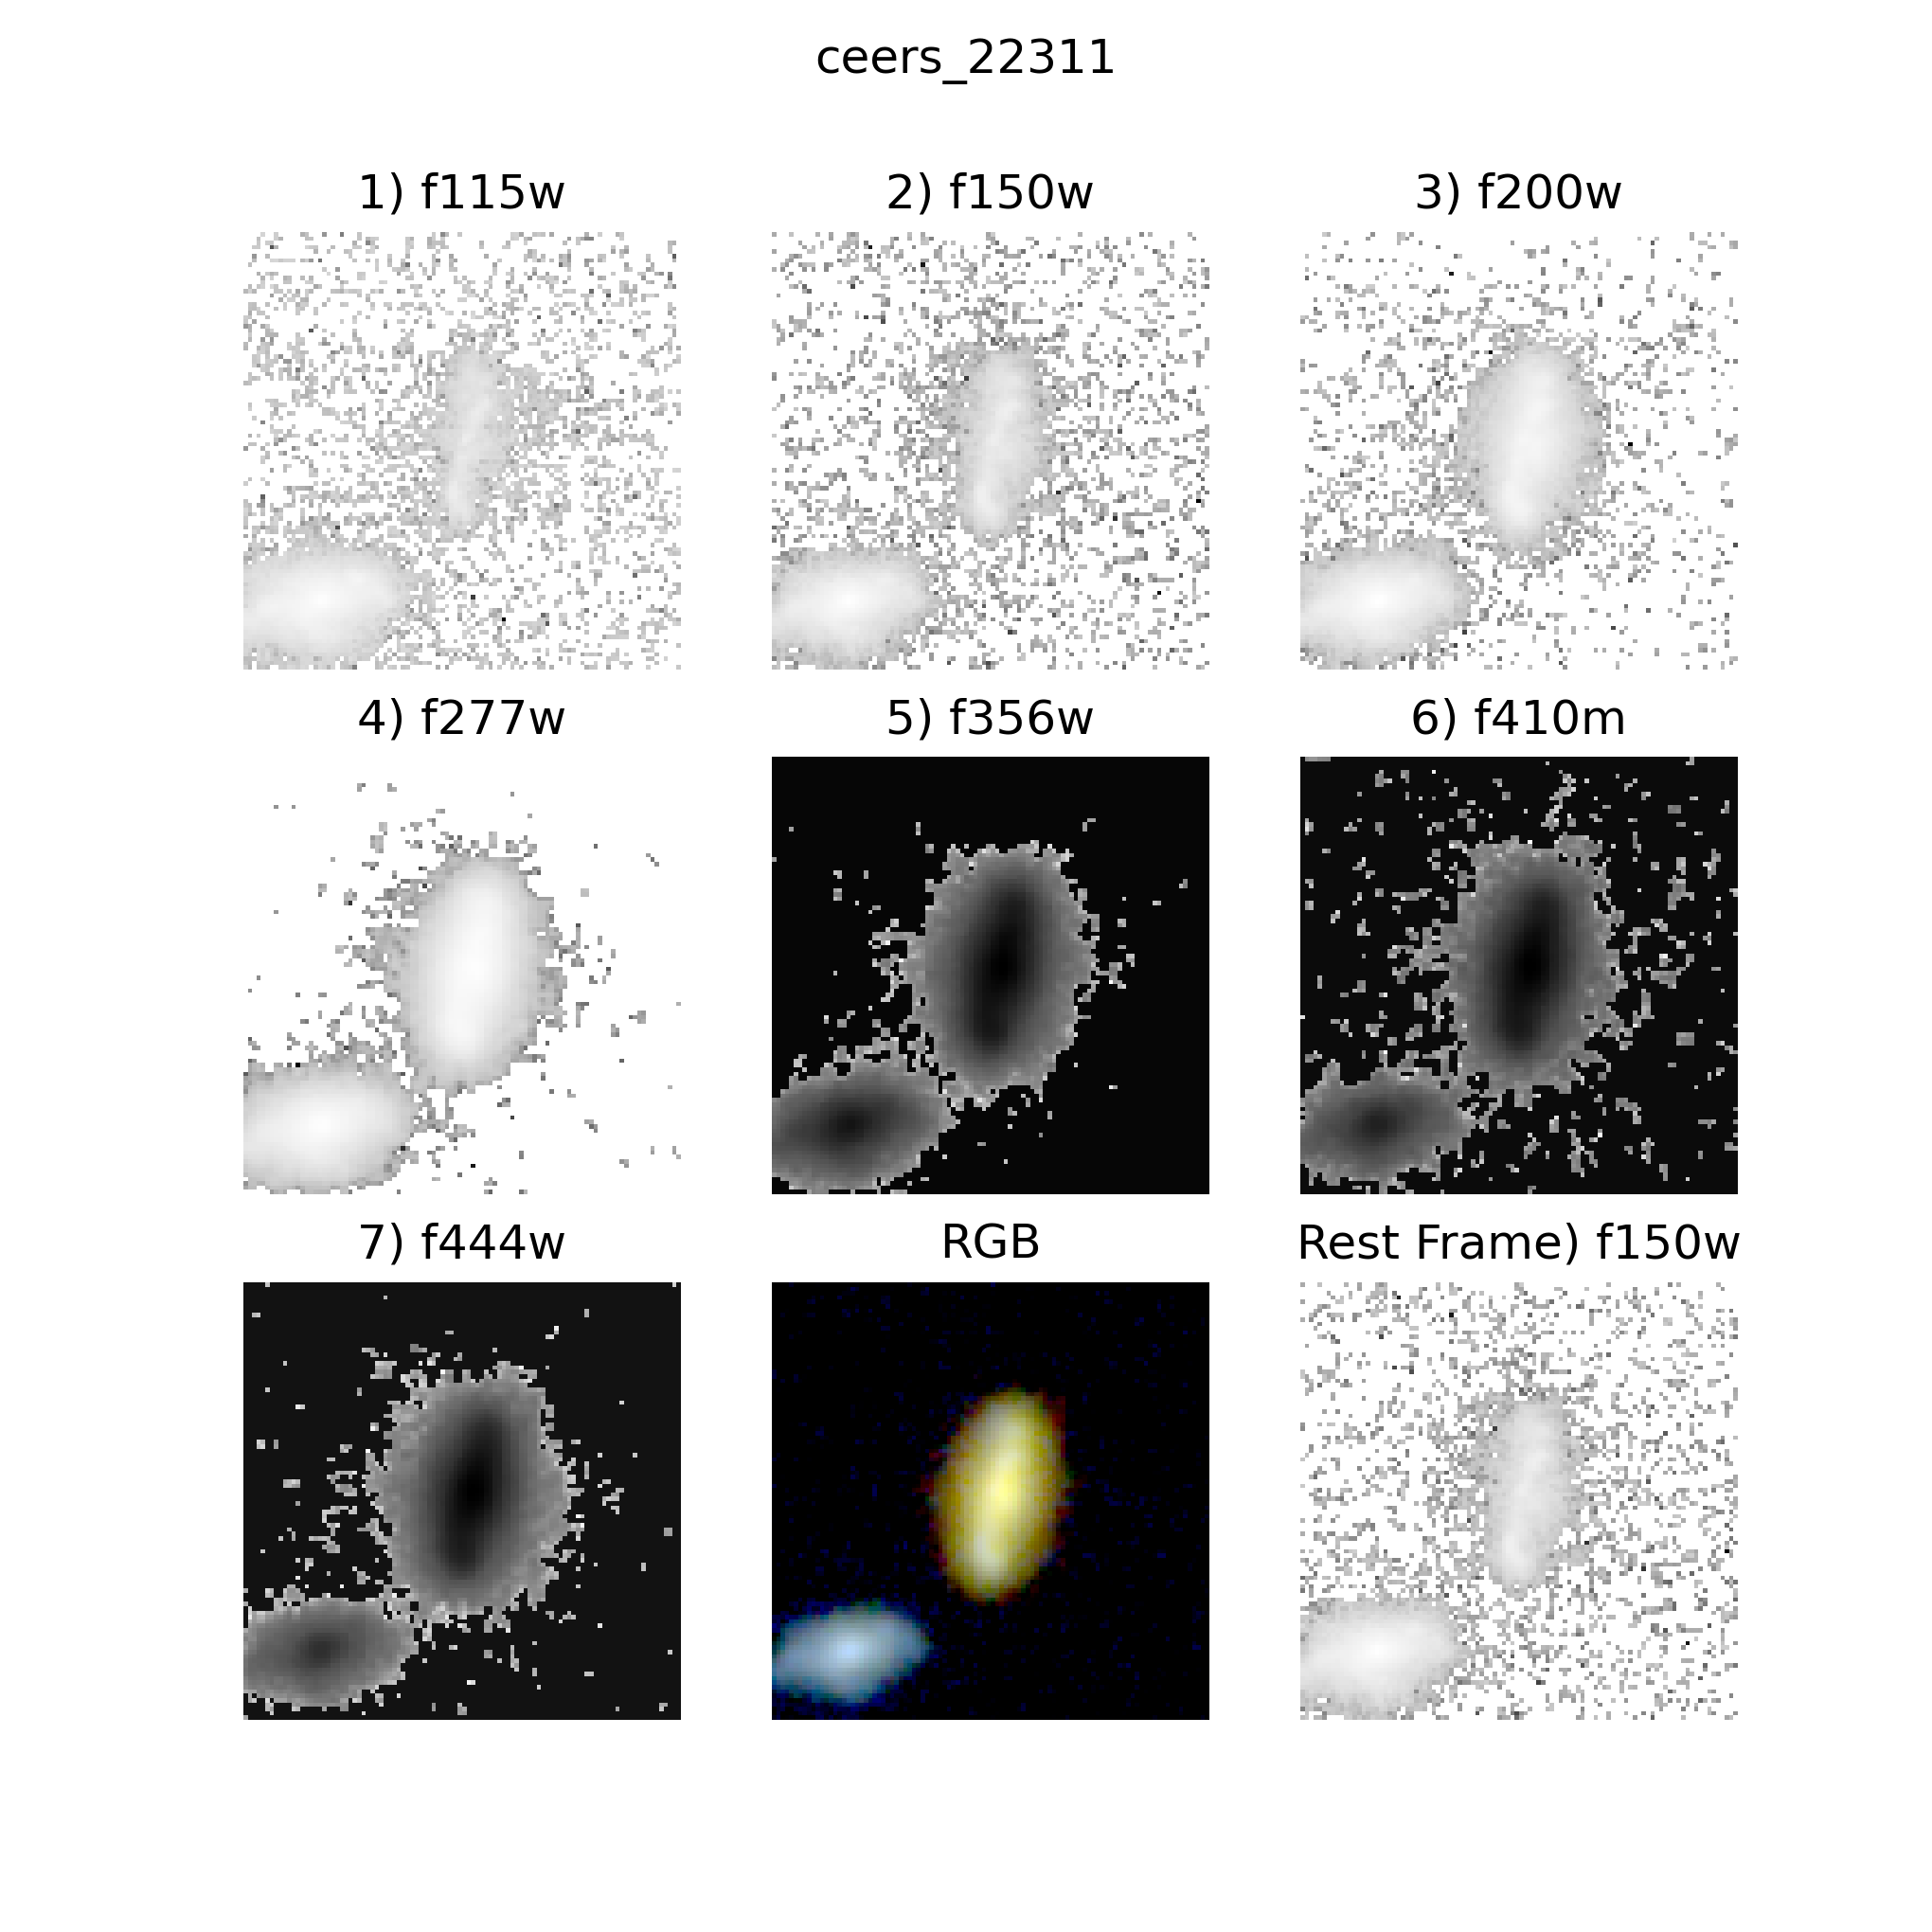 ceers_22311
1) f115w
2) f150w
3) f200w
4) f277w
5) f356w
6) f410m
7) f444w
RGB
Rest Frame) f150w